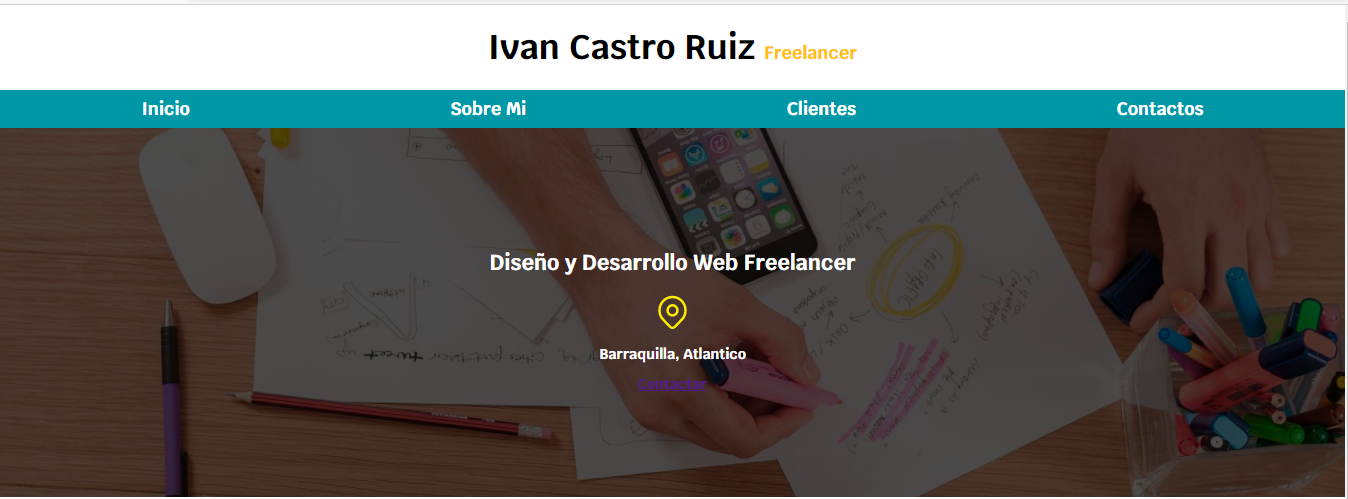 Ivan Castro Ruiz Freelancer
Inicio Sobre Mi Clientes Contactos
Diseño y Desarrollo Web Freelancer
Barraquilla, Atlantico
Contactar